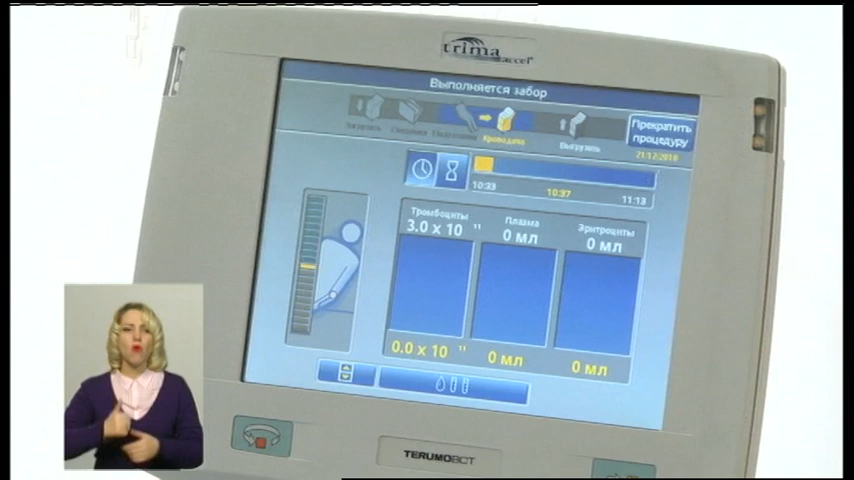 trima
accel
Выполняется забор
Загрузить
Кроводача
Выгрузить
Прекратить
процедуру
21/12/2018
10:33
10:37
11:13
Тромбоциты
Плазма
Эритроциты
3.0 x 10 11
0 мл
0 мл
0.0 x 10 11
0 мл
0 мл
TERUMOBCT